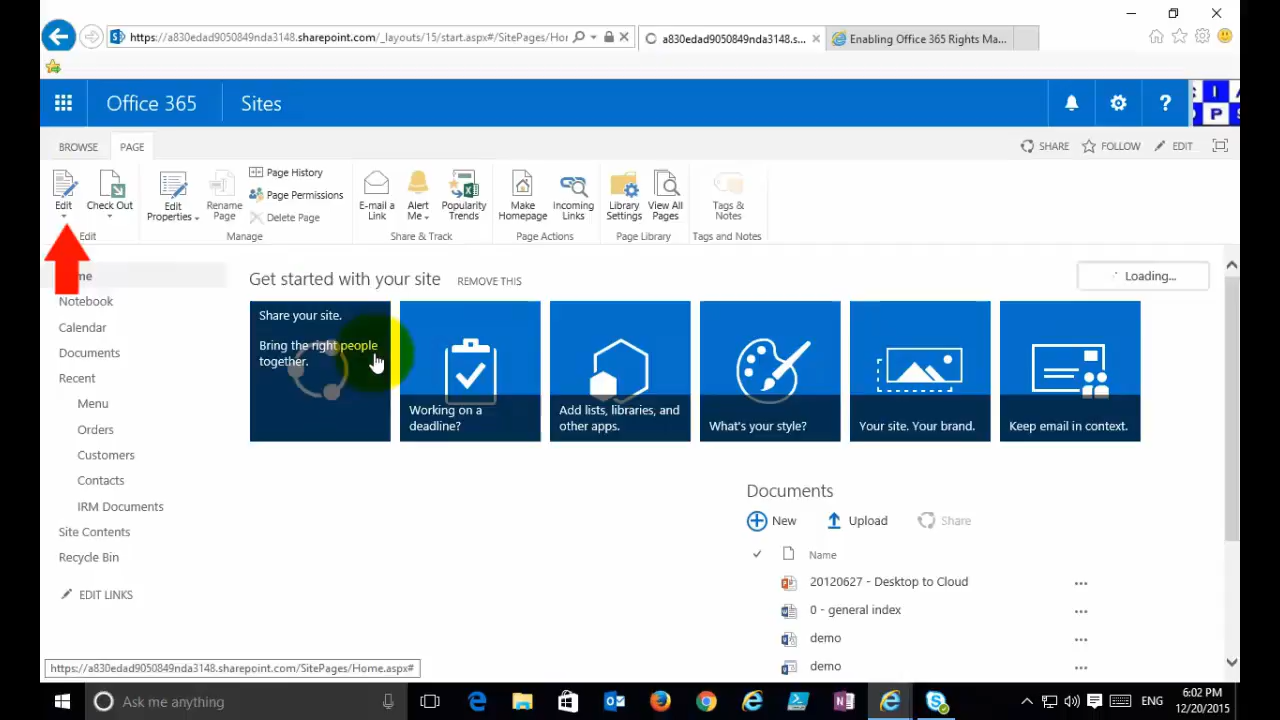 https://a830edad9050849nda3148.sharepoint.com/_layouts/15/start.aspx#/SitePages/Hor
a830edad9050849nda3148.s...
Enabling Office 365 Rights Ma...
Office 365
Sites
?
I
P
S
BROWSE
PAGE
SHARE
FOLLOW
EDIT
Edit
Check Out
Edit Properties
Rename Page
Page History
Page Permissions
Delete Page
E-mail a Link
Alert Me
Popularity Trends
Make Homepage
Incoming Links
Library Settings
View All Pages
Tags & Notes
Edit
Manage
Share & Track
Page Actions
Page Library
Tags and Notes
me
Notebook
Calendar
Documents
Recent
Menu
Orders
Customers
Contacts
IRM Documents
Site Contents
Recycle Bin
EDIT LINKS
Get started with your site
REMOVE THIS
Loading...
Share your site.
Bring the right people
together.
Working on a
deadline?
Add lists, libraries, and
other apps.
What's your style?
Your site. Your brand.
Keep email in context.
Documents
New
Upload
Share
Name
20120627 - Desktop to Cloud
...
0 - general index
...
demo
...
demo
...
https://a830edad9050849nda3148.sharepoint.com/SitePages/Home.aspx#
Ask me anything
ENG
6:02 PM
12/20/2015